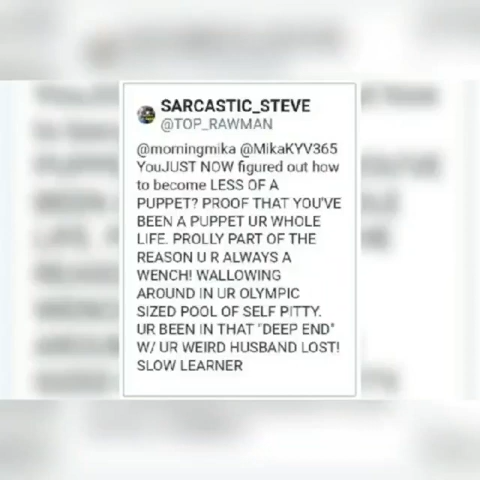 SARCASTIC_STEVE
@TOP_RAWMAN
@morningmika @MikaKYV365
YouJUST NOW figured out how
to become LESS OF A
PUPPET? PROOF THAT YOU'VE
BEEN A PUPPET UR WHOLE
LIFE. PROLLY PART OF THE
REASON U R ALWAYS A
WENCH! WALLOWING
AROUND IN UR OLYMPIC
SIZED POOL OF SELF PITTY.
UR BEEN IN THAT "DEEP END"
W/ UR WEIRD HUSBAND LOST!
SLOW LEARNER